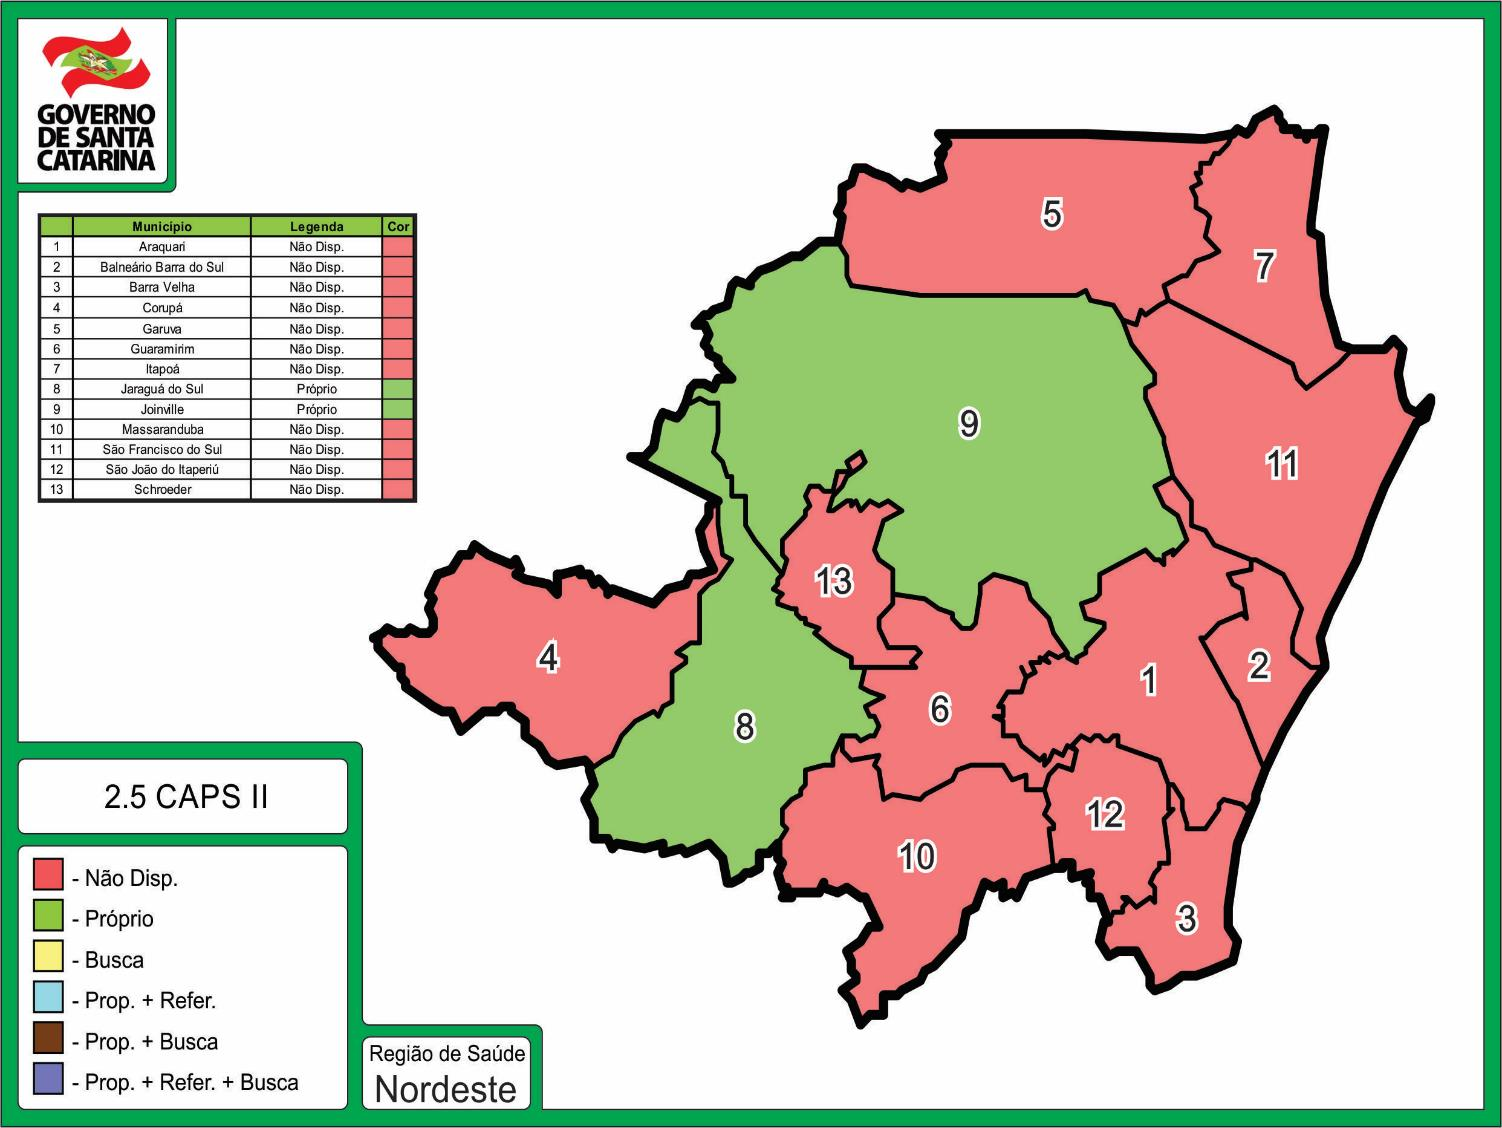 GOVERNO
DE SANTA
CATARINA
Município Legenda Cor
1 Araquari Não Disp.
2 Balneário Barra do Sul Não Disp.
3 Barra Velha Não Disp.
4 Corupá Não Disp.
5 Garuva Não Disp.
6 Guaramirim Não Disp.
7 Itapoá Não Disp.
8 Jaraguá do Sul Próprio
9 Joinville Próprio
10 Massaranduba Não Disp.
11 São Francisco do Sul Não Disp.
12 São João do Itaperiú Não Disp.
13 Schroeder Não Disp.
5
7
9
11
13
4
2
1
6
8
12
10
3
2.5 CAPS II
- Não Disp.
- Próprio
- Busca
- Prop. + Refer.
- Prop. + Busca
- Prop. + Refer. + Busca
Região de Saúde
Nordeste